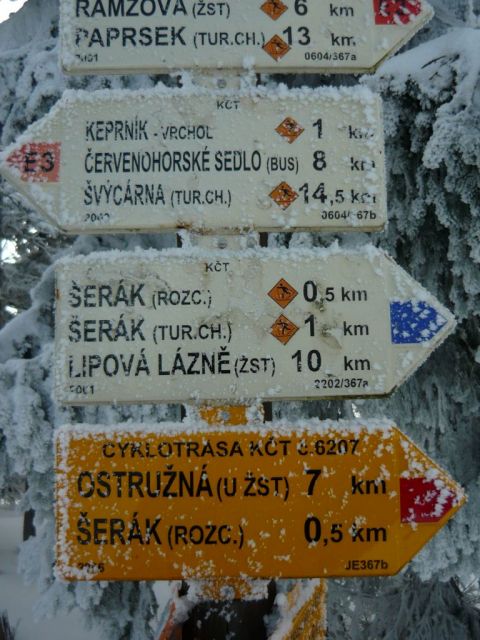 RAMZOVÁ (ŽST) 6 km
PAPRSEK (TUR.CH.) 13 km
0604/367a
KČT
KEPRNÍK - VRCHOL 1 km
E3 ČERVENOHORSKÉ SEDLO (BUS) 8 km
ŠVÝCÁRNA (TUR.CH.) 14,5 km
KČT
ŠERÁK (ROZC.) 0,5 km
ŠERÁK (TUR.CH.) 1 km
LIPOVÁ LÁZNĚ (ŽST) 10 km
2202/367a
CYKLOTRASA KČT č.6207
OSTRUŽNÁ (U ŽST) 7 km
ŠERÁK (ROZC.) 0,5 km
JE367b